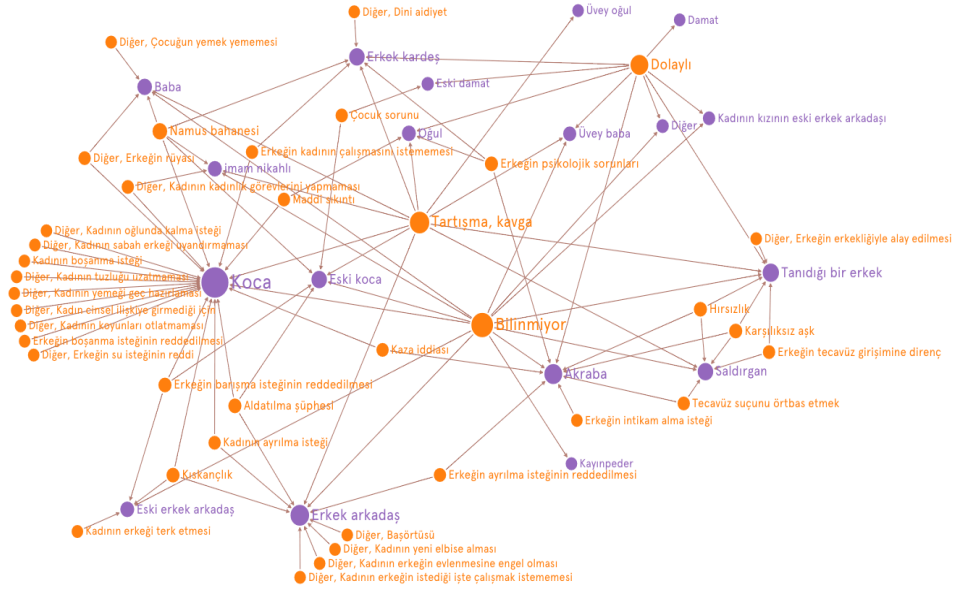 Üvey oğul
Diğer, Dini aidiyet
Damat
Diğer, Çocuğun yemek yememesi
Erkek kardeş
Dolaylı
Baba
Eski damat
Çocuk sorunu
Kadının kızının eski erkek arkadaşı
Diğer
Namus bahanesi
Oğul
Üvey baba
Erkeğin kadının çalışmasını istememesi
Diğer, Erkeğin rüyası
Erkeğin psikolojik sorunları
imam nikahlı
Diğer, Kadının kadınlık görevlerini yapmaması
Maddi sıkıntı
Tartışma, kavga
Diğer, Kadının oğlunda kalma isteği
Diğer, Erkeğin erkekliğiyle alay edilmesi
Diğer, Kadının sabah erkeği uyandırmaması
Kadının boşanma isteği
Tanıdığı bir erkek
Diğer, Kadının tuzluğu uzatmaması
Koca
Eski koca
Diğer, Kadının yemeği geç hazırlaması
Diğer, Kadın cinsel ilişkiye girmediği için
Hırsızlık
Diğer, Kadının koyunları otlatmaması
Bilinmiyor
Karşılıksız aşk
Erkeğin boşanma isteğinin reddedilmesi
Kaza iddiası
Erkeğin tecavüz girişimine direnç
Diğer, Erkeğin su isteğinin reddi
Saldırgan
Akraba
Erkeğin barışma isteğinin reddedilmesi
Tecavüz suçunu örtbas etmek
Aldatılma şüphesi
Erkeğin intikam alma isteği
Kadının ayrılma isteği
Kayınpeder
Kıskançlık
Erkeğin ayrılma isteğinin reddedilmesi
Eski erkek arkadaş
Erkek arkadaş
Kadının erkeği terk etmesi
Diğer, Başörtüsü
Diğer, Kadının yeni elbise alması
Diğer, Kadının erkeğin evlenmesine engel olması
Diğer, Kadının erkeğin istediği işte çalışmak istememesi